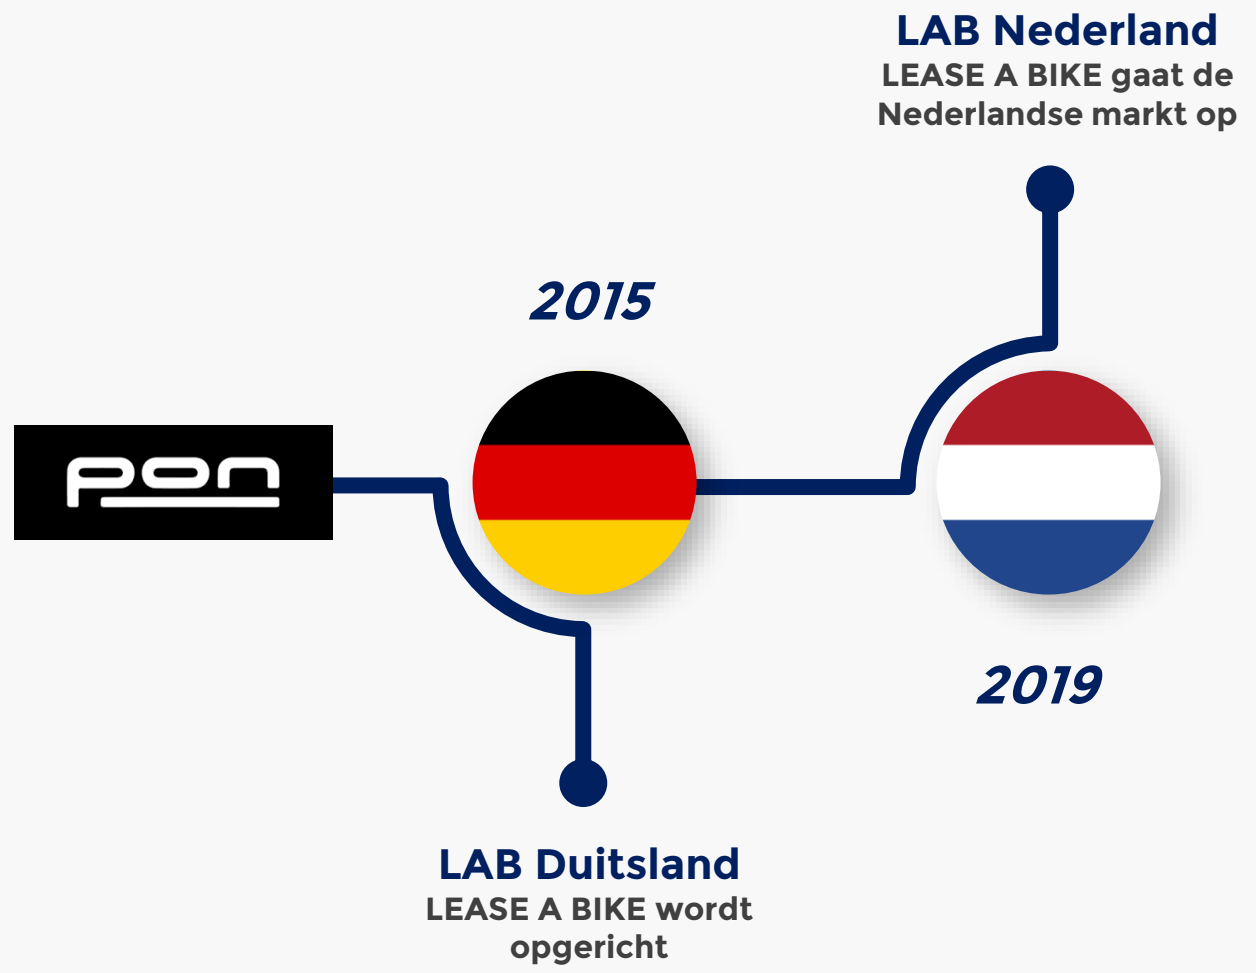 LAB Nederland
LEASE A BIKE gaat de
Nederlandse markt op
2015
pon
2019
LAB Duitsland
LEASE A BIKE wordt
opgericht